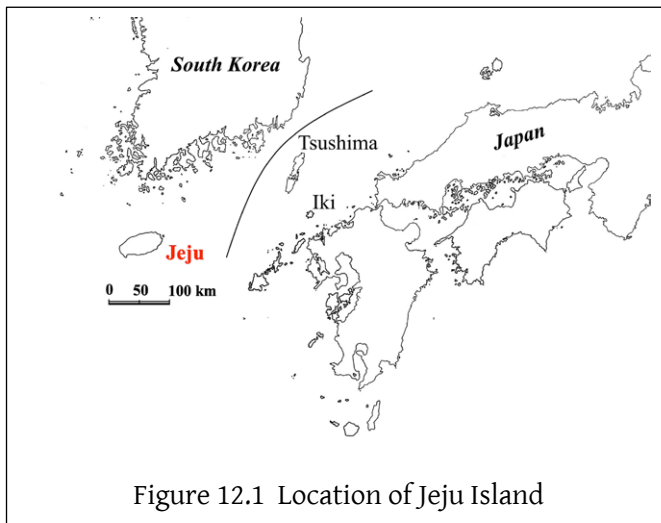 South Korea
Tsushima
Japan
Iki
Jeju
0 50 100 km
Figure 12.1 Location of Jeju Island